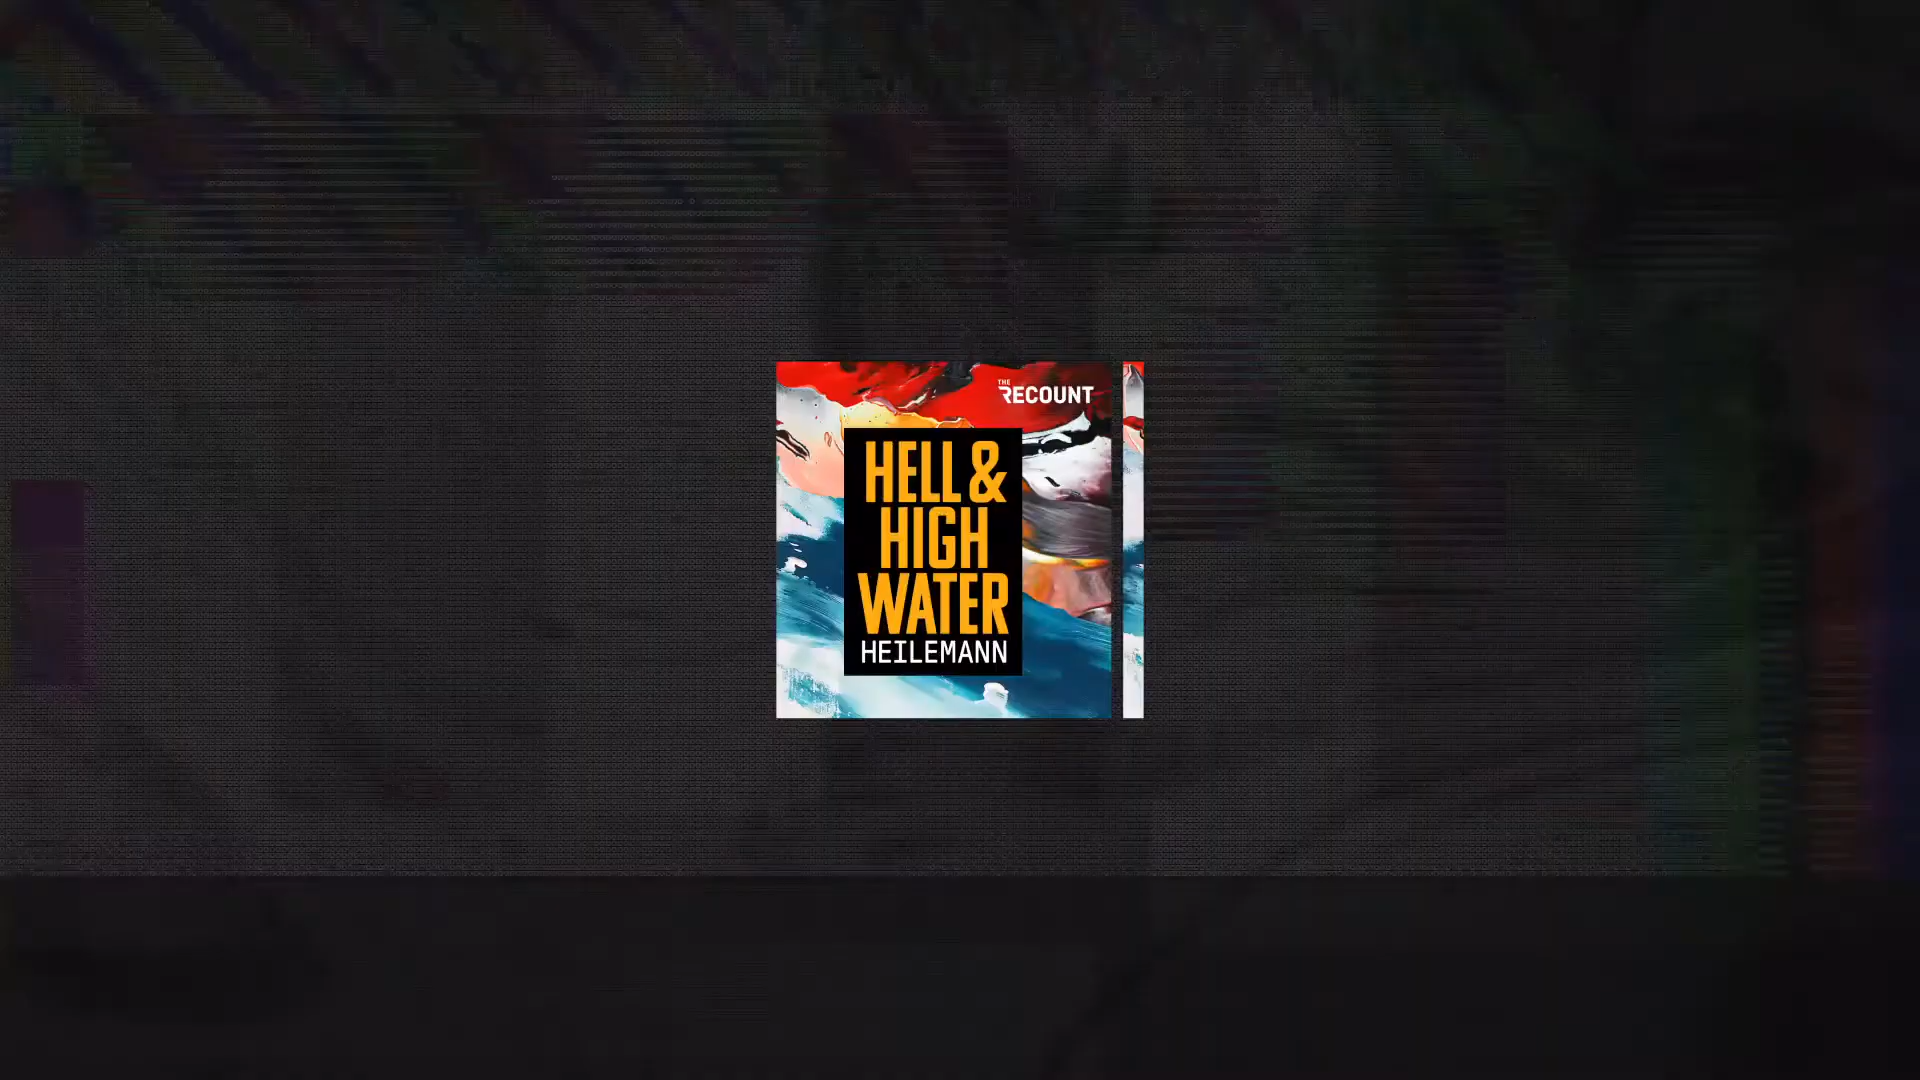 THE
RECOUNT
HELL &
HIGH
WATER
HEILEMANN